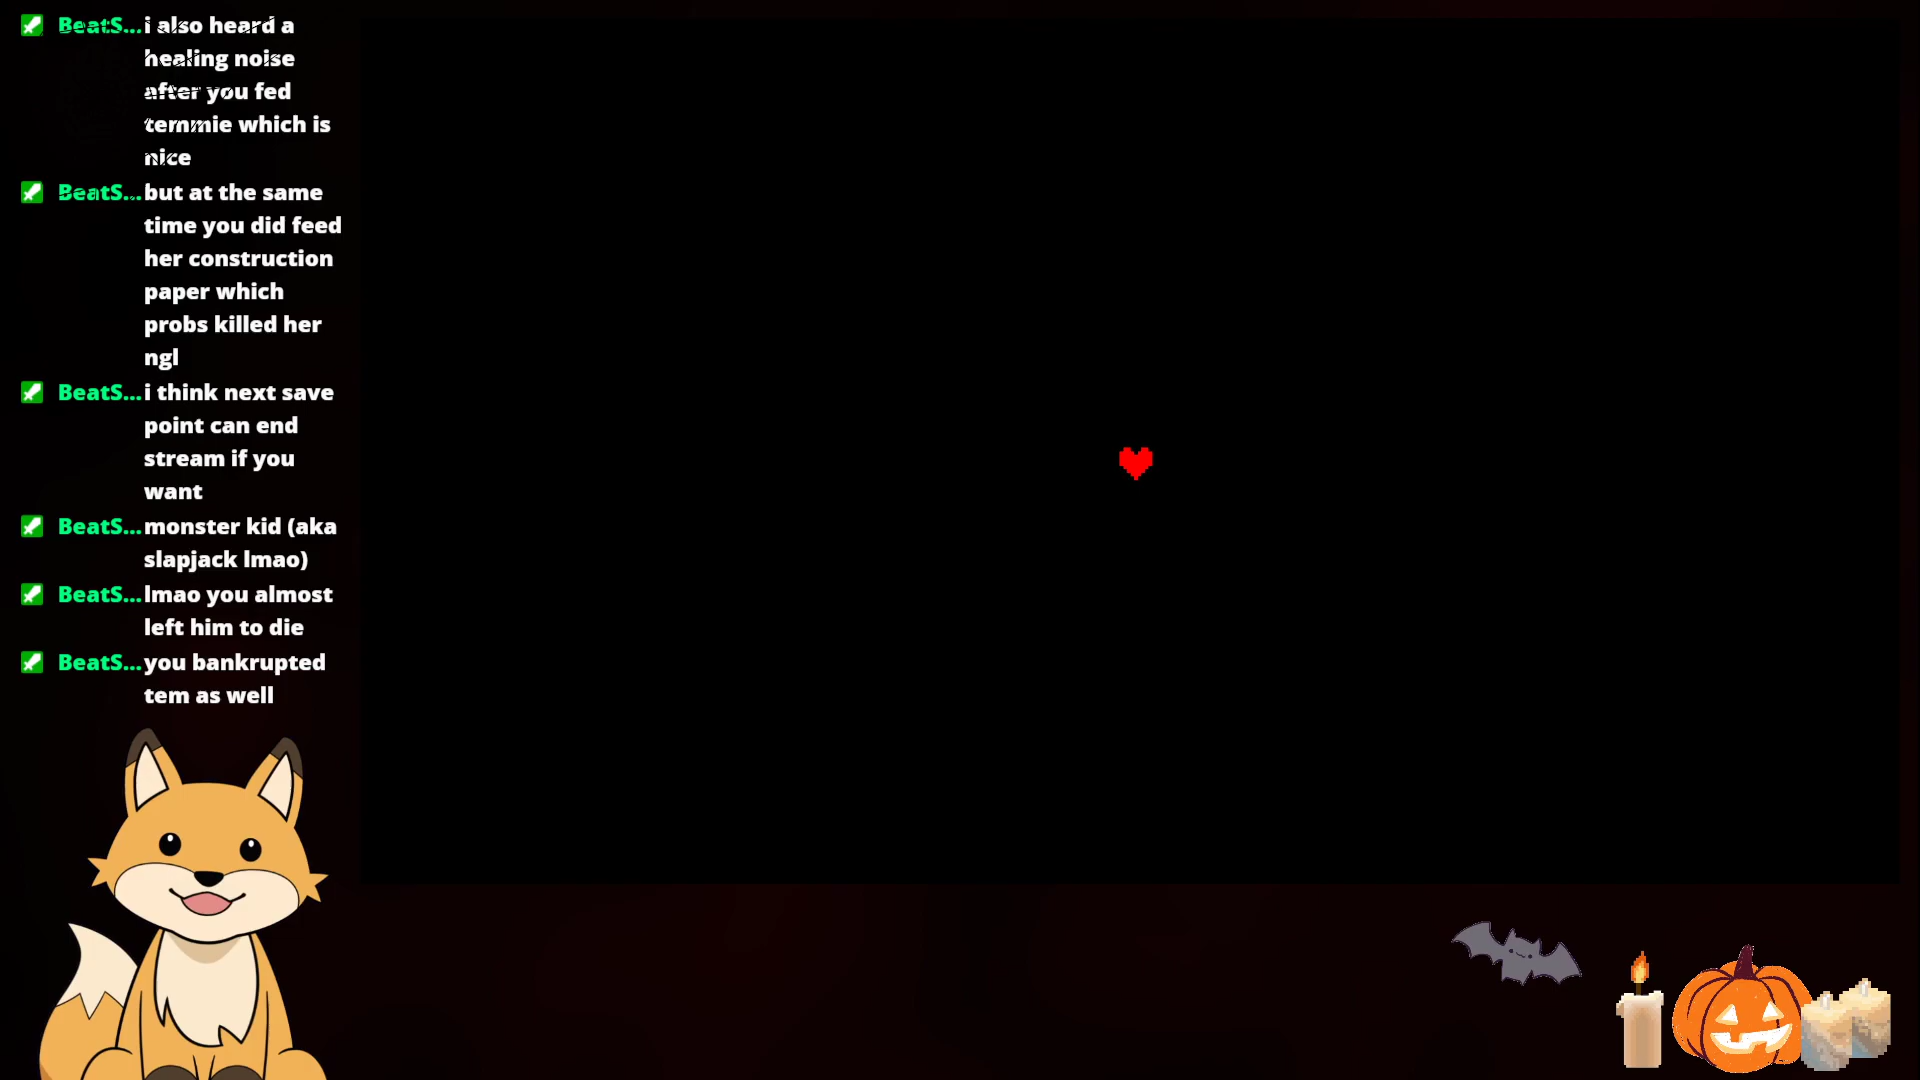 BeatS... i also heard a
healing noise
after you fed
temmie which is
nice
BeatS... but at the same
time you did feed
her construction
paper which
probs killed her
ngl
BeatS... i think next save
point can end
stream if you
want
BeatS... monster kid (aka
slapjack lmao)
BeatS... lmao you almost
left him to die
BeatS... you bankrupted
tem as well